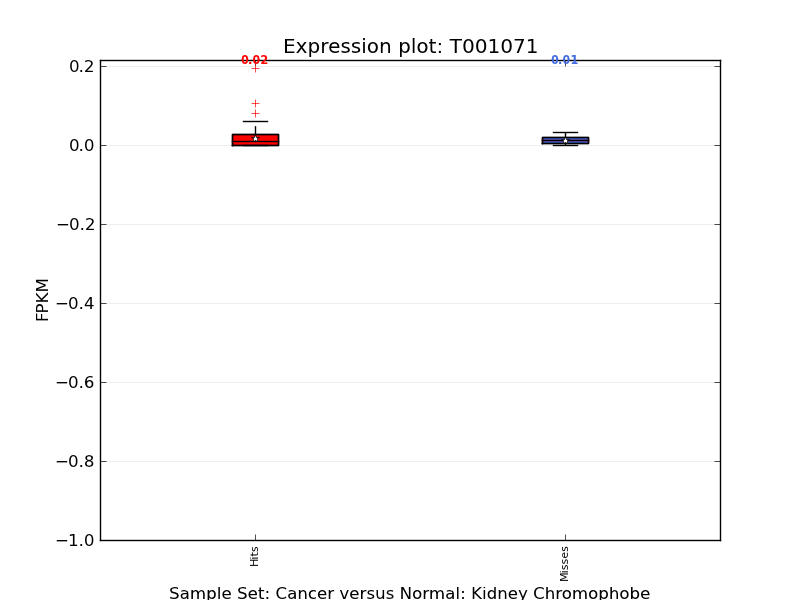 Expression plot: T001071
0.02
0.01
0.2
0.0
−0.2
−0.4
−0.6
−0.8
−1.0
FPKM
Hits
Misses
Sample Set: Cancer versus Normal: Kidney Chromophobe